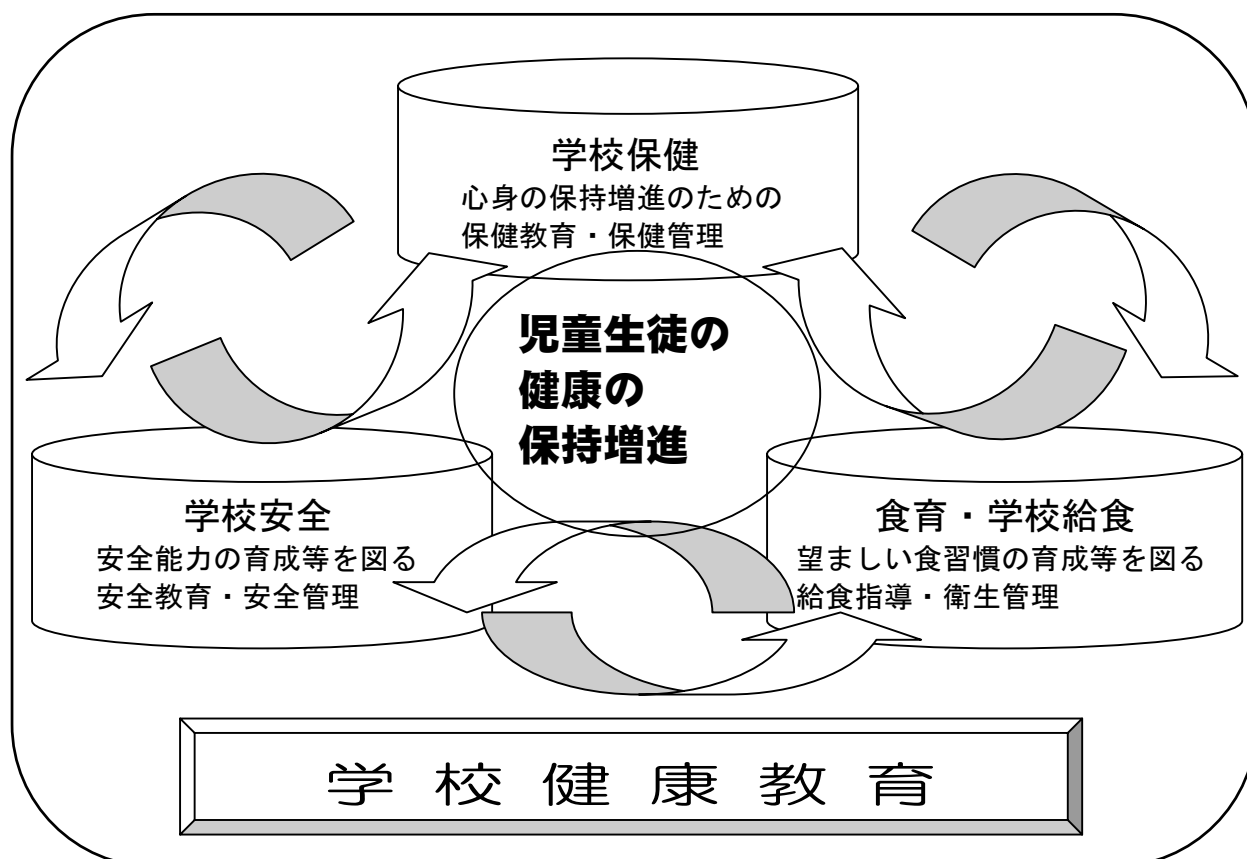 学校保健
心身の保持増進のための
保健教育・保健管理
児童生徒の
健康の
保持増進
学校安全
安全能力の育成等を図る
安全教育・安全管理
食育・学校給食
望ましい食習慣の育成等を図る
給食指導・衛生管理
学校健康教育